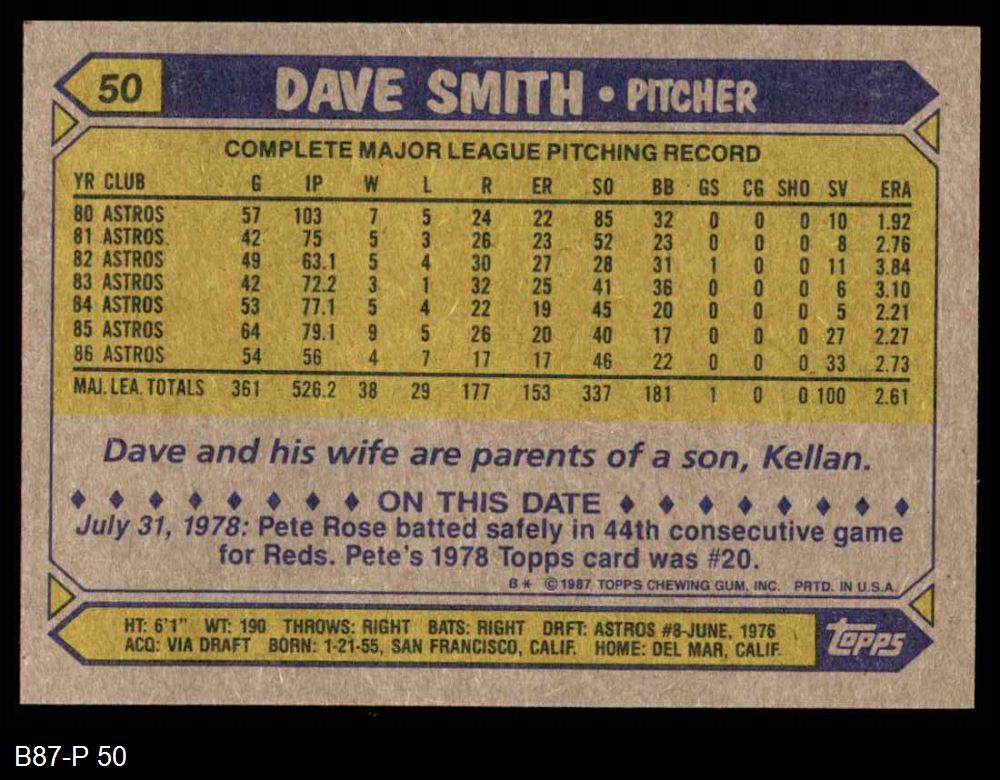 50 DAVE SMITH • PITCHER
COMPLETE MAJOR LEAGUE PITCHING RECORD
YR CLUB G IP W L R ER SO BB GS CG SHO SV ERA
80 ASTROS 57 103 7 5 24 22 85 32 0 0 0 10 1.92
81 ASTROS 42 75 5 3 26 23 52 23 0 0 0 8 2.76
82 ASTROS 49 63.1 5 4 30 27 28 31 1 0 0 11 3.84
83 ASTROS 42 72.2 3 1 32 25 41 36 0 0 0 6 3.10
84 ASTROS 53 77.1 5 4 22 19 45 20 0 0 0 5 2.21
85 ASTROS 64 79.1 9 5 26 20 40 17 0 0 0 27 2.27
86 ASTROS 54 56 4 7 17 17 46 22 0 0 0 33 2.73
MAJ. LEA. TOTALS 361 526.2 38 29 177 153 337 181 1 0 0 100 2.61
Dave and his wife are parents of a son, Kellan.
ON THIS DATE
July 31, 1978: Pete Rose batted safely in 44th consecutive game
for Reds. Pete's 1978 Topps card was #20.
B* ©1987 TOPPS CHEWING GUM, INC. PRTD. IN U.S.A.
HT: 6'1" WT: 190 THROWS: RIGHT BATS: RIGHT DRFT: ASTROS #8-JUNE, 1976
ACQ: VIA DRAFT BORN: 1-21-55, SAN FRANCISCO, CALIF. HOME: DEL MAR, CALIF.
Topps
B87-P 50